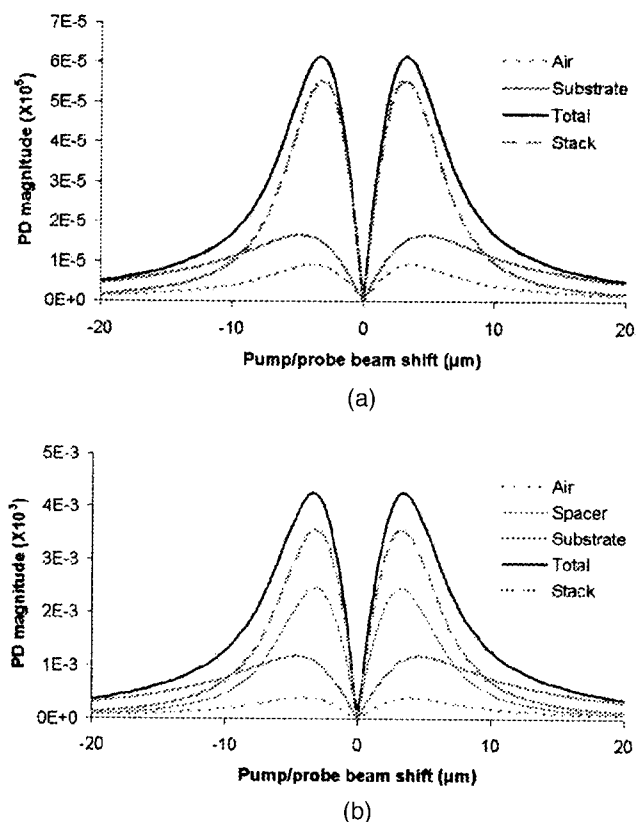 7E-5
6E-5
5E-5
4E-5
3E-5
2E-5
1E-5
0E+0
PD magnitude (X10⁵)
Air
Substrate
Total
Stack
-20
-10
0
10
20
Pump/probe beam shift (µm)
(a)
5E-3
4E-3
3E-3
2E-3
1E-3
0E+0
PD magnitude (X10³)
Air
Spacer
Substrate
Total
Stack
-20
-10
0
10
20
Pump/probe beam shift (µm)
(b)